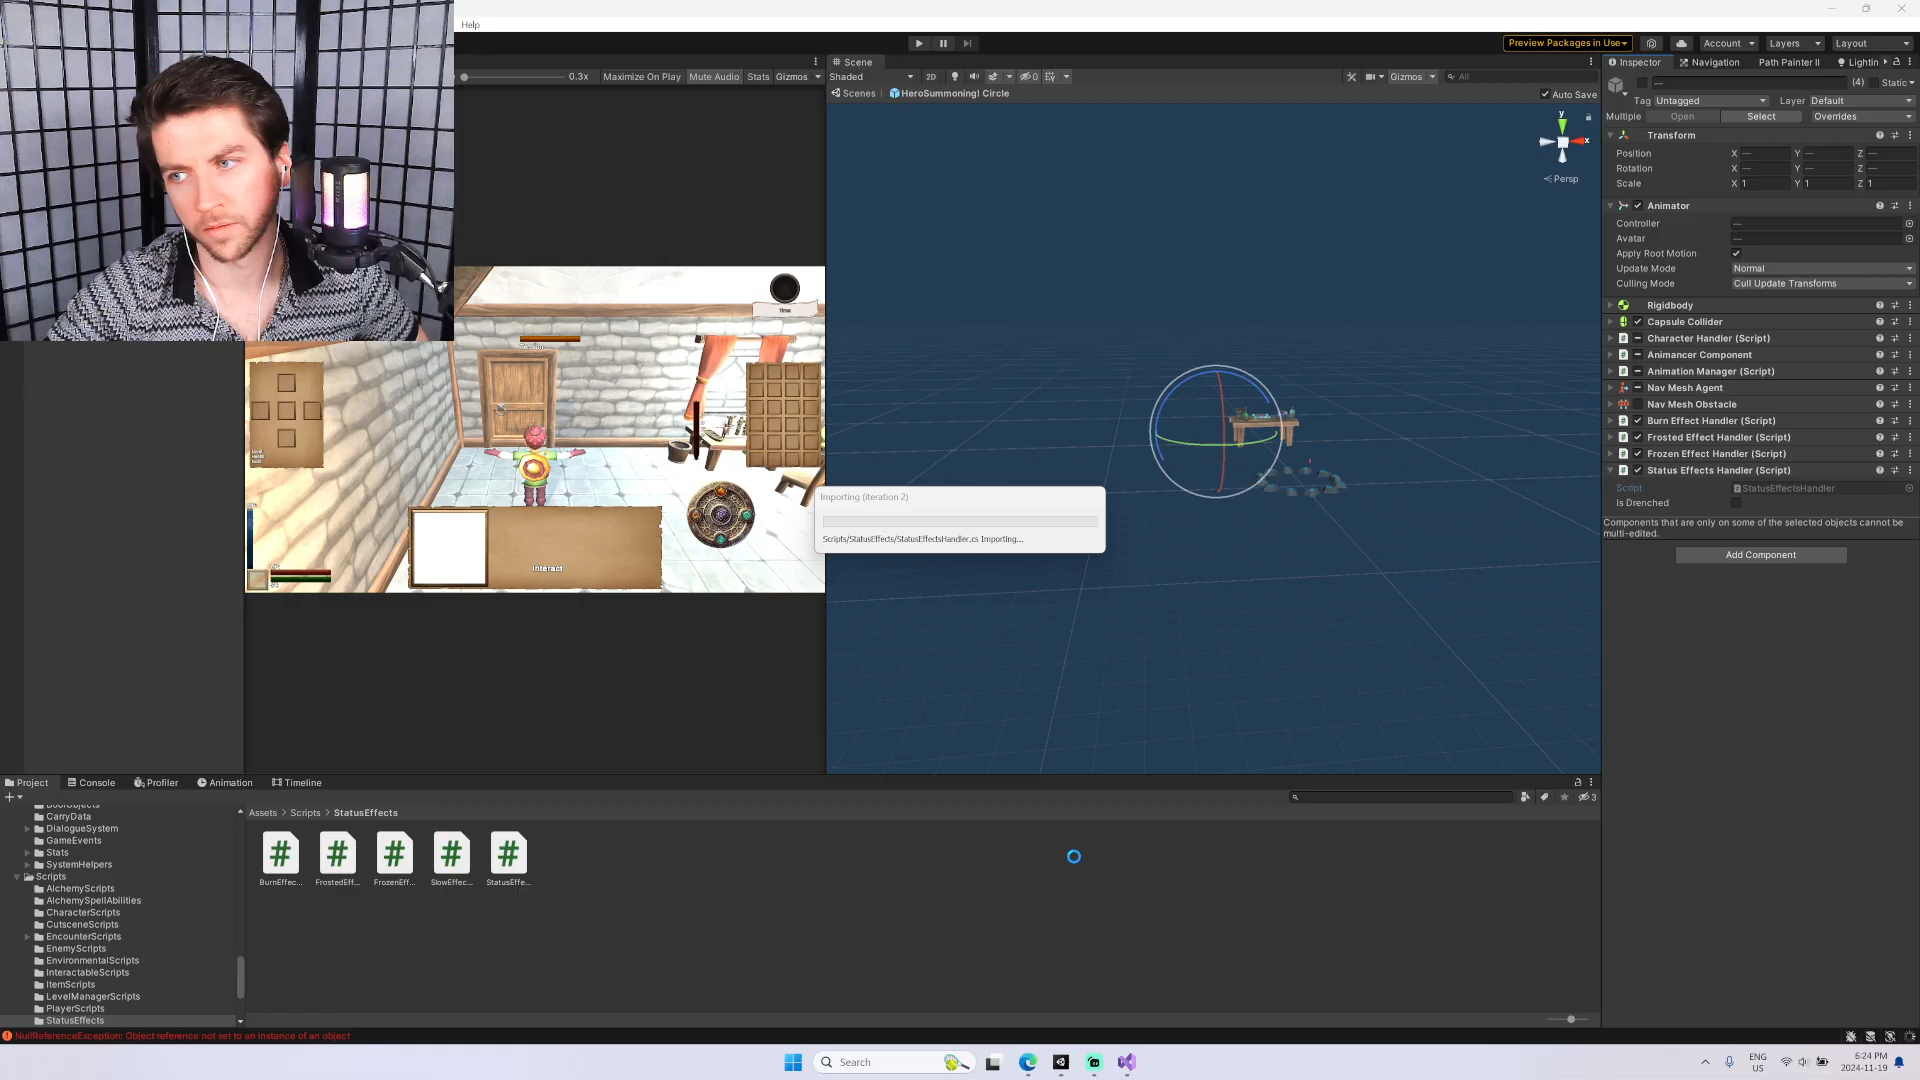 Help
Preview Packages in Use
Account
Layers
Layout
0.3x
Maximize On Play
Mute Audio
Stats
Gizmos
Scene
Shaded
2D
0
Gizmos
All
Scenes
HeroSummoning! Circle
Auto Save
y
x
Persp
Inspector
Navigation
Path Painter II
Lightin
—
(4)
Static
Tag
Untagged
Layer
Default
Multiple
Open
Select
Overrides
Transform
Position X — Y — Z —
Rotation X — Y — Z —
Scale X 1 Y 1 Z 1
Animator
Controller —
Avatar —
Apply Root Motion
Update Mode Normal
Culling Mode Cull Update Transforms
Rigidbody
Capsule Collider
Character Handler (Script)
Animancer Component
Animation Manager (Script)
Nav Mesh Agent
Nav Mesh Obstacle
Burn Effect Handler (Script)
Frosted Effect Handler (Script)
Frozen Effect Handler (Script)
Status Effects Handler (Script)
Script StatusEffectsHandler
Is Drenched
Components that are only on some of the selected objects cannot be
multi-edited.
Add Component
Interact
Importing (iteration 2)
Scripts/StatusEffects/StatusEffectsHandler.cs Importing...
Project
Console
Profiler
Animation
Timeline
3
Assets > Scripts > StatusEffects
CarryData
DialogueSystem
GameEvents
Stats
SystemHelpers
Scripts
AlchemyScripts
AlchemySpellAbilities
CharacterScripts
CutsceneScripts
EncounterScripts
EnemyScripts
EnvironmentalScripts
InteractableScripts
ItemScripts
LevelManagerScripts
PlayerScripts
StatusEffects
BurnEffec...
FrostedEff...
FrozenEff...
SlowEffec...
StatusEffe...
NullReferenceException: Object reference not set to an instance of an object
Search
ENG
US
6:24 PM
2024-11-19